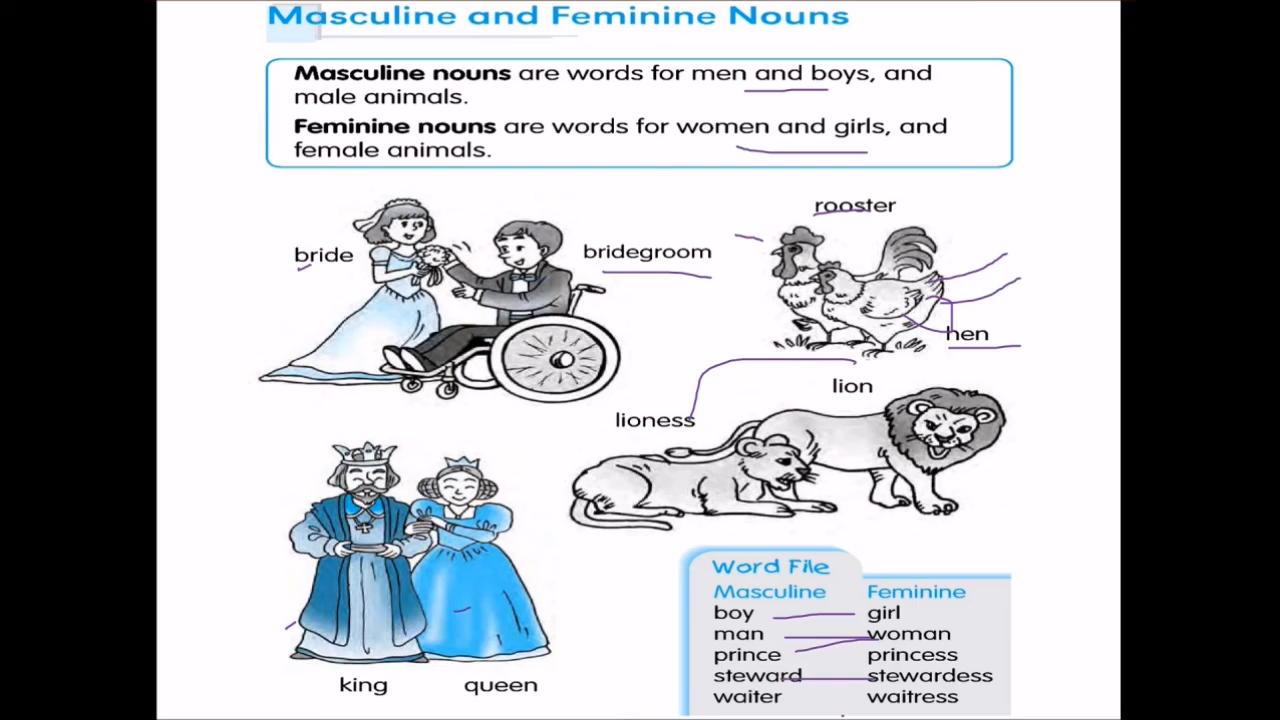 Masculine and Feminine Nouns
Masculine nouns are words for men and boys, and
male animals.
Feminine nouns are words for women and girls, and
female animals.
rooster
bride
bridegroom
hen
lion
lioness
king queen
Word File
Masculine Feminine
boy girl
man woman
prince princess
steward stewardess
waiter waitress